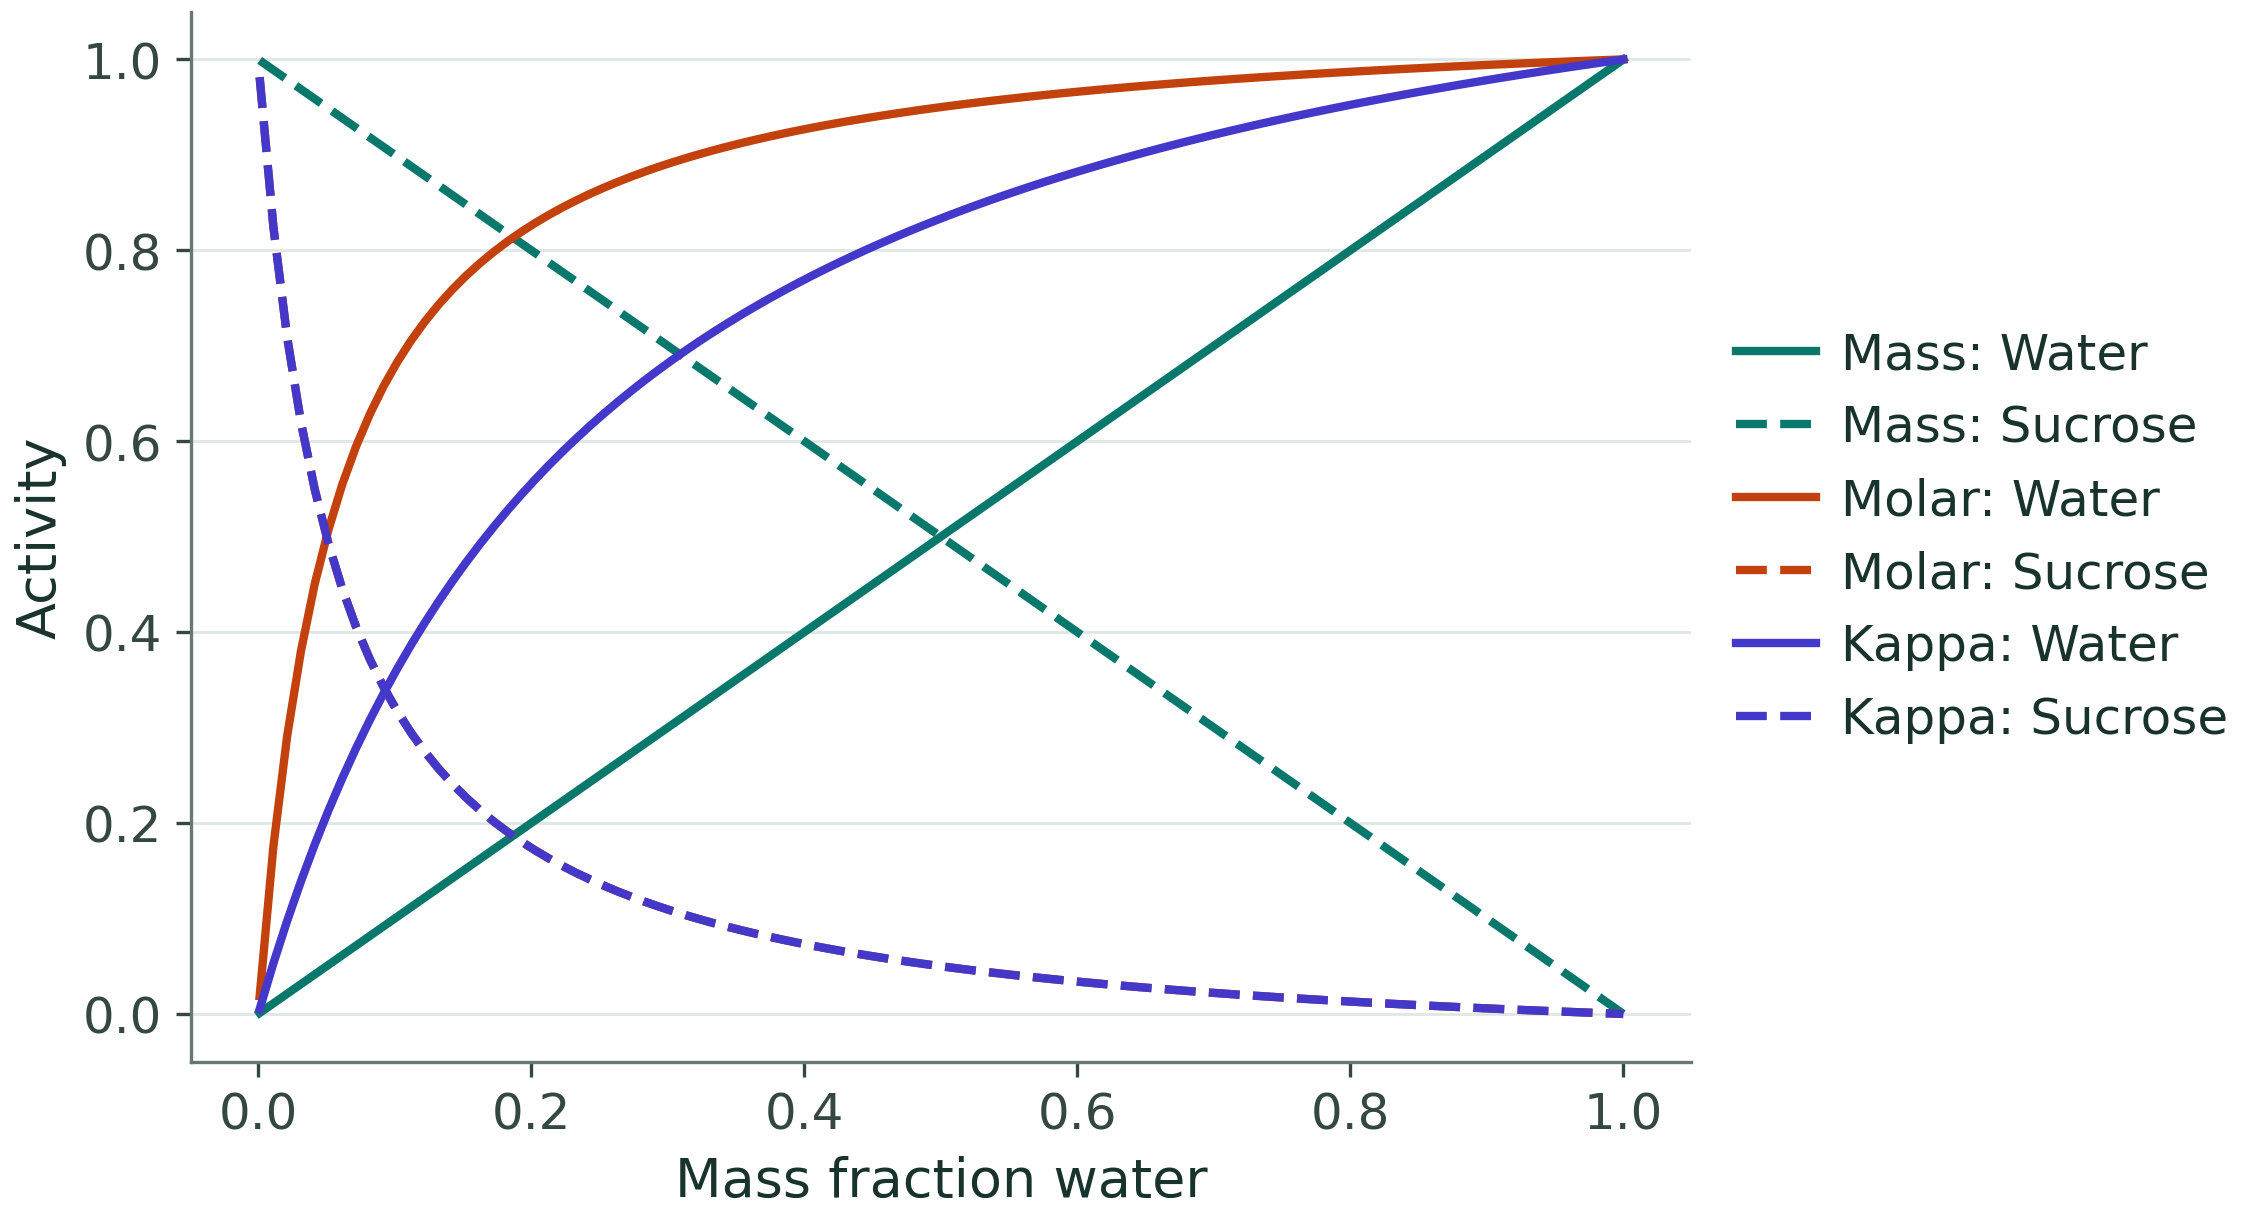 1.0
0.8
0.6
0.4
0.2
0.0
Activity
0.0 0.2 0.4 0.6 0.8 1.0
Mass fraction water
Mass: Water
Mass: Sucrose
Molar: Water
Molar: Sucrose
Kappa: Water
Kappa: Sucrose